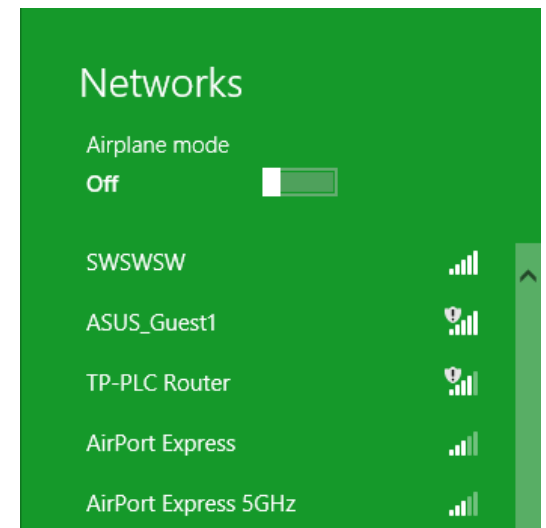 Networks
Airplane mode
Off
SWSWSW
ASUS_Guest1
TP-PLC Router
AirPort Express
AirPort Express 5GHz